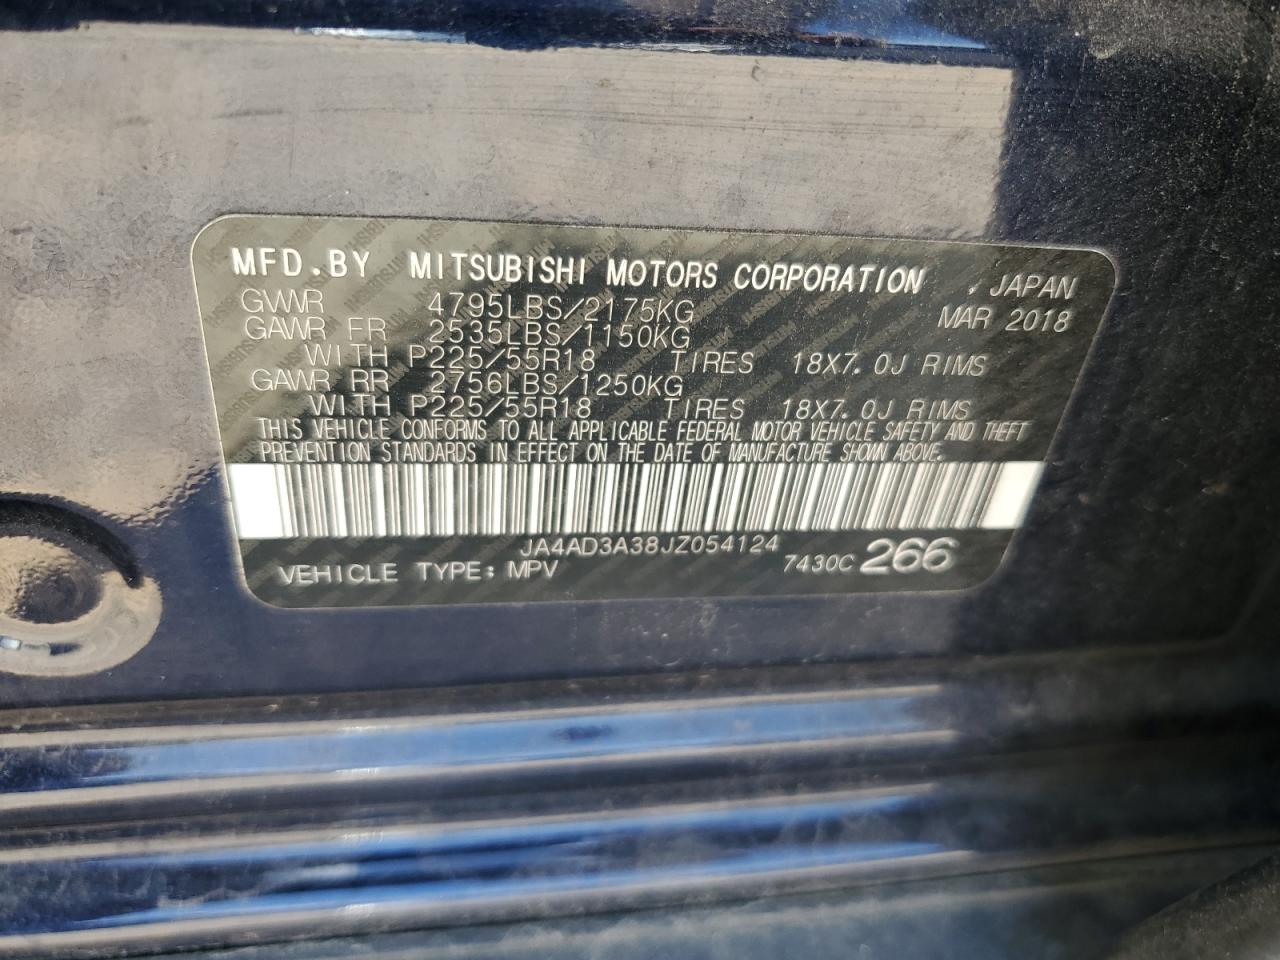 MFD.BY MITSUBISHI MOTORS CORPORATION , JAPAN
GVWR 4795LBS/2175KG MAR 2018
GAWR FR 2535LBS/1150KG
WITH P225/55R18 TIRES 18X7.0J RIMS
GAWR RR 2756LBS/1250KG
WITH P225/55R18 TIRES 18X7.0J RIMS
THIS VEHICLE CONFORMS TO ALL APPLICABLE FEDERAL MOTOR VEHICLE SAFETY AND THEFT
PREVENTION STANDARDS IN EFFECT ON THE DATE OF MANUFACTURE SHOWN ABOVE.
JA4AD3A38JZ054124
VEHICLE TYPE: MPV 7430C 266